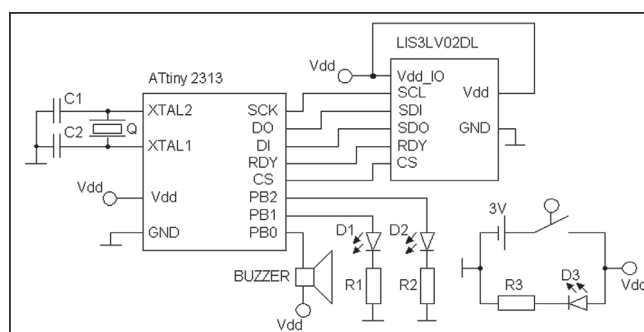 LIS3LV02DL
ATtiny 2313
Vdd
Vdd_IO
C1
XTAL2
SCK
SCL
Vdd
Q
DO
SDI
C2
XTAL1
DI
SDO
GND
RDY
RDY
Vdd
Vdd
CS
CS
PB2
PB1
D1
D2
3V
GND
PB0
BUZZER
R1
R2
R3
D3
Vdd
Vdd